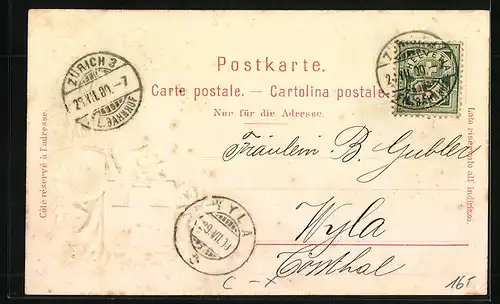 Postkarte.
Carte postale. — Cartolina postale.
Nur für die Adresse.
Côté réservé à l'adresse.
Lato riservato all' indirizzo.
ZÜRICH 3
L. BAHNHOF
Fräulein B. Gubler
WYLA
Wyla
Tössthal